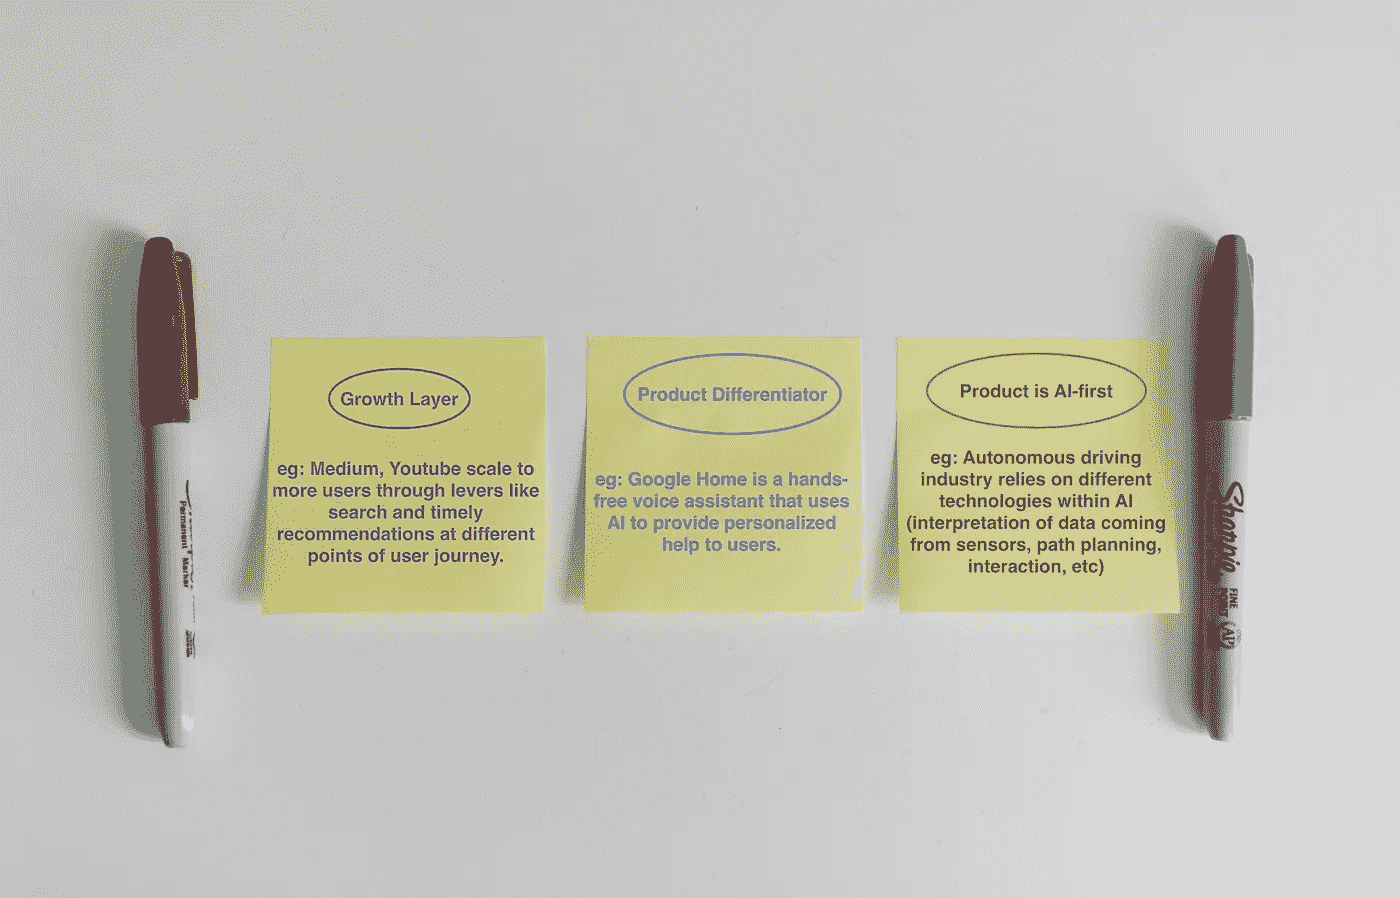 Growth Layer
eg: Medium, Youtube scale to
more users through levers like
search and timely
recommendations at different
points of user journey.
Product Differentiator
eg: Google Home is a hands-
free voice assistant that uses
AI to provide personalized
help to users.
Product is AI-first
eg: Autonomous driving
industry relies on different
technologies within AI
(interpretation of data coming
from sensors, path planning,
interaction, etc)
Permanent Marker
Sharpie
FINE
POINT
AP